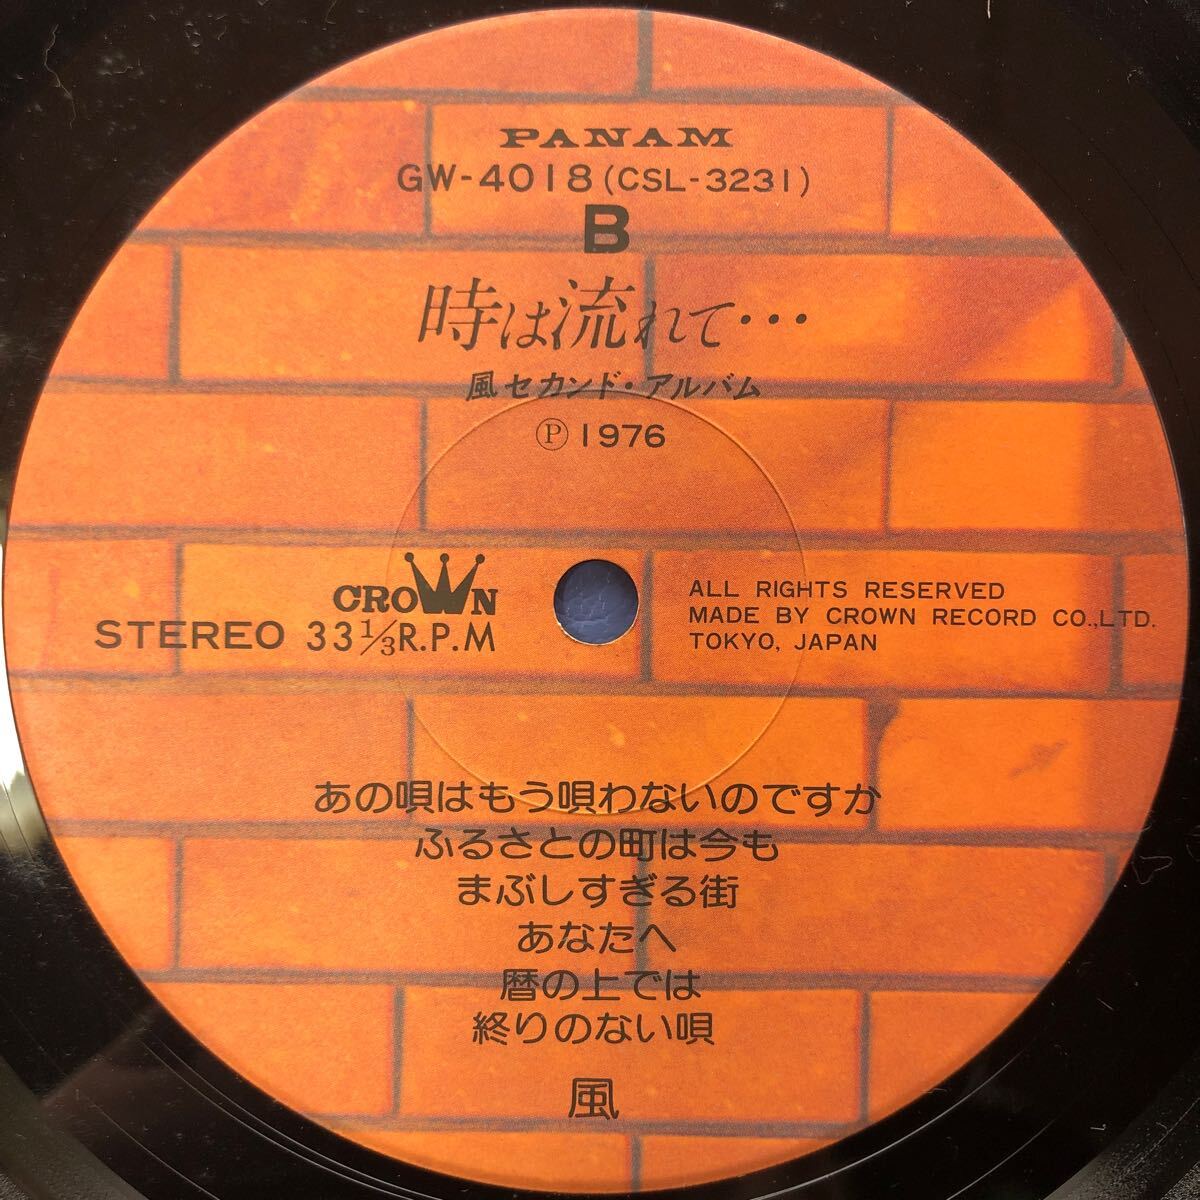 PANAM
GW-4018 (CSL-3231)
B
時は流れて・・・
風セカンド・アルバム
Ⓟ 1976
CROWN
STEREO 33 1/3 R.P.M
ALL RIGHTS RESERVED
MADE BY CROWN RECORD CO.,LTD.
TOKYO, JAPAN
あの唄はもう唄わないのですか
ふるさとの町は今も
まぶしすぎる街
あなたへ
暦の上では
終りのない唄
風